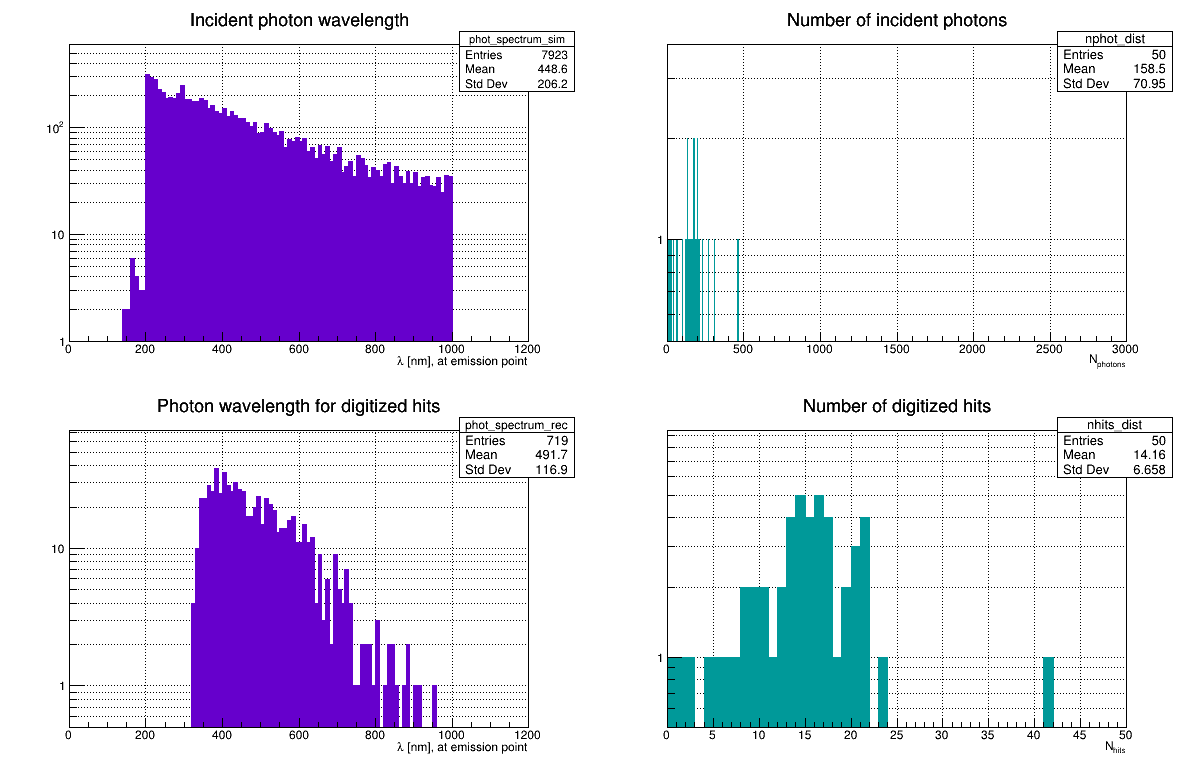 Incident photon wavelength
phot_spectrum_sim
Entries 7923
Mean 448.6
Std Dev 206.2
10²
10
1
0 200 400 600 800 1000 1200
λ [nm], at emission point
Number of incident photons
nphot_dist
Entries 50
Mean 158.5
Std Dev 70.95
1
0 500 1000 1500 2000 2500 3000
N_photons
Photon wavelength for digitized hits
phot_spectrum_rec
Entries 719
Mean 491.7
Std Dev 116.9
10
1
0 200 400 600 800 1000 1200
λ [nm], at emission point
Number of digitized hits
nhits_dist
Entries 50
Mean 14.16
Std Dev 6.658
1
0 5 10 15 20 25 30 35 40 45 50
N_hits